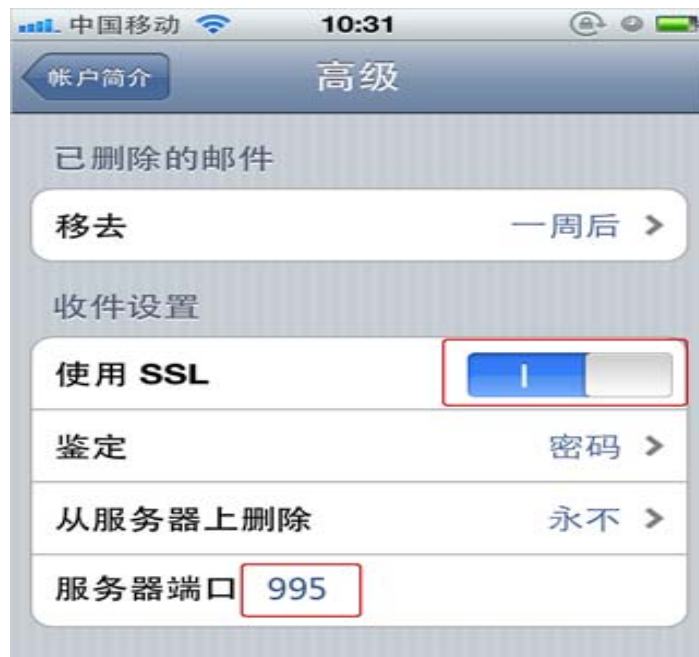 中国移动 10:31
帐户简介 高级
已删除的邮件
移去 一周后
收件设置
使用 SSL
鉴定 密码
从服务器上删除 永不
服务器端口 995